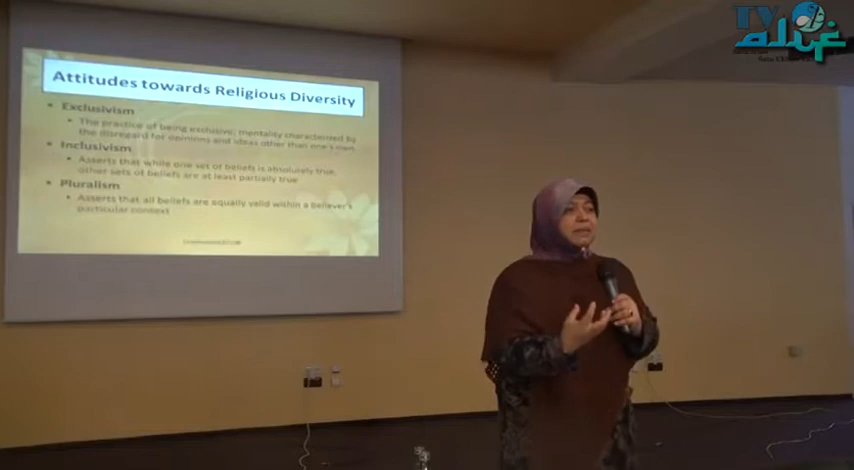 TV
Attitudes towards Religious Diversity
Exclusivism
The practice of being exclusive; mentality characterized by
the disregard for opinions and ideas other than one's own.
Inclusivism
Asserts that while one set of beliefs is absolutely true,
other sets of beliefs are at least partially true
Pluralism
Asserts that all beliefs are equally valid within a believer's
particular context